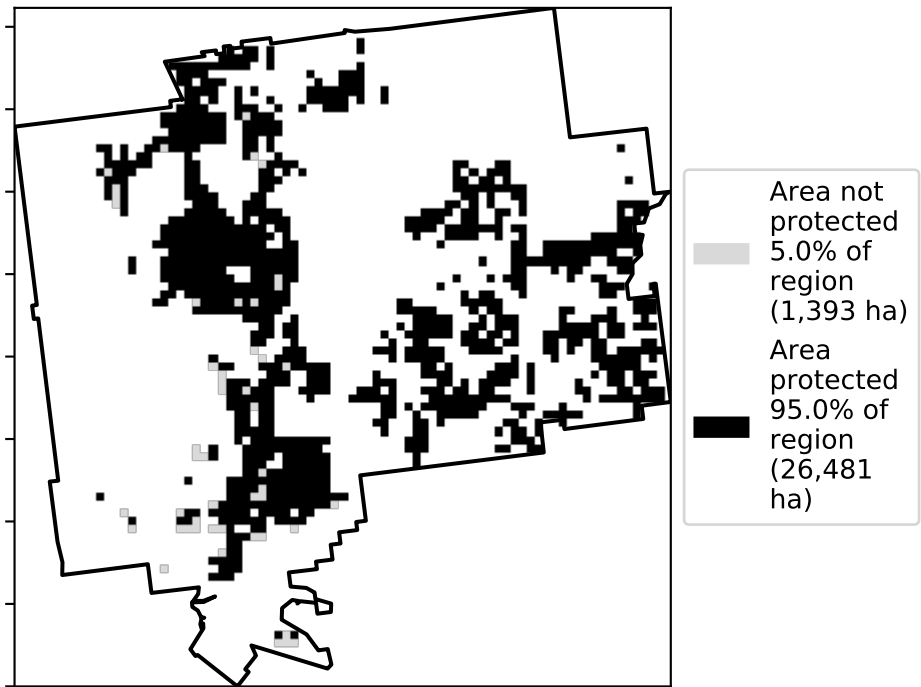 Area not
protected
5.0% of
region
(1,393 ha)
Area
protected
95.0% of
region
(26,481
ha)